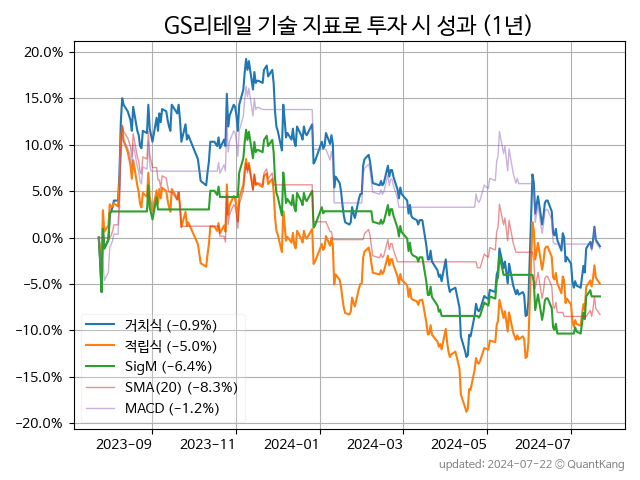 GS리테일 기술 지표로 투자 시 성과 (1년)
20.0%
15.0%
10.0%
5.0%
0.0%
−5.0%
−10.0%
−15.0%
−20.0%
거치식 (−0.9%)
적립식 (−5.0%)
SigM (−6.4%)
SMA(20) (−8.3%)
MACD (−1.2%)
2023-09 2023-11 2024-01 2024-03 2024-05 2024-07
updated: 2024-07-22 © QuantKang